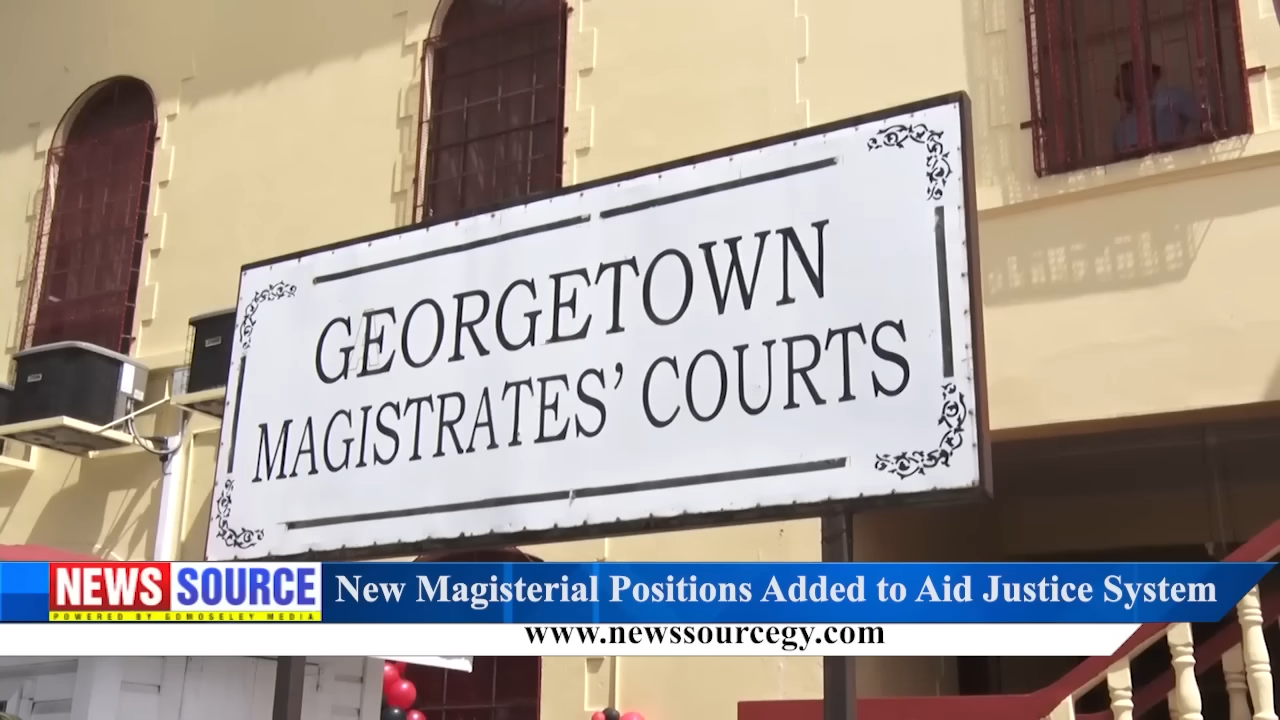 GEORGETOWN
MAGISTRATES' COURTS
NEWS SOURCE
POWERED BY GDMOSELEY MEDIA
New Magisterial Positions Added to Aid Justice System
www.newssourcegy.com